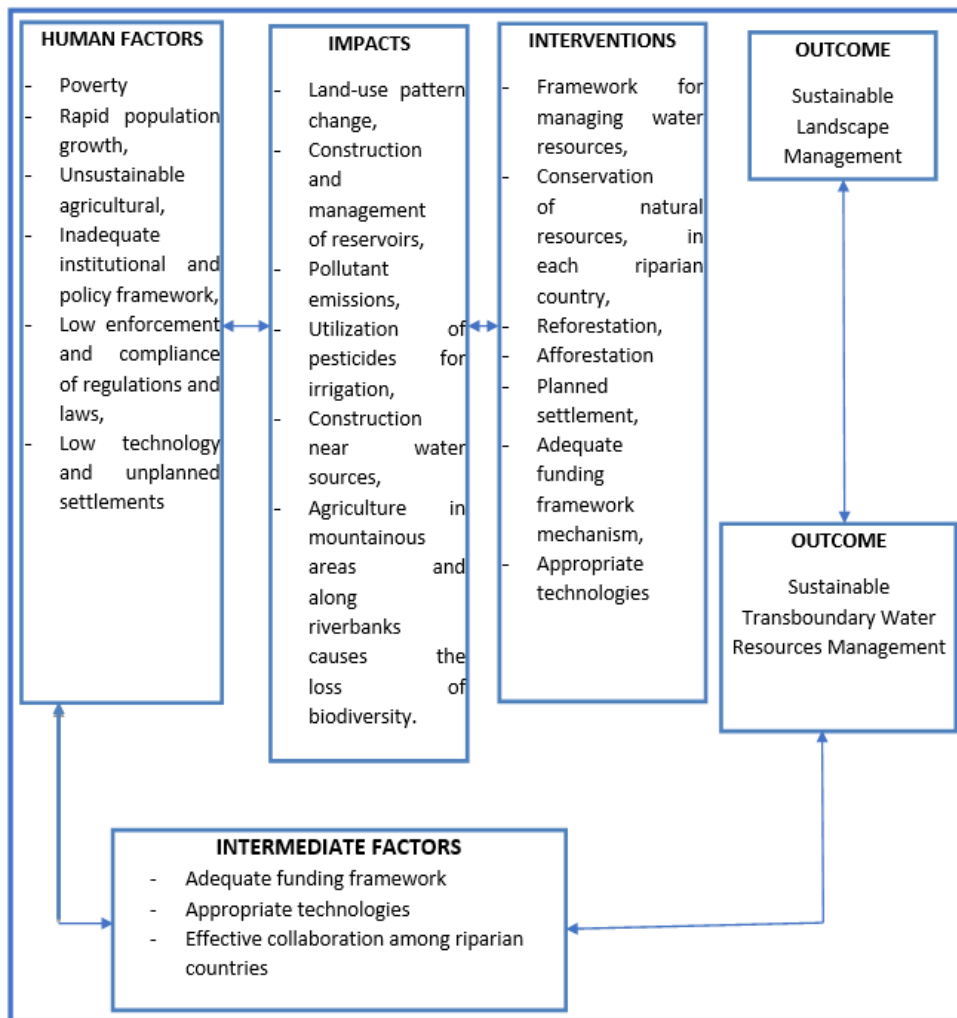 HUMAN FACTORS
- Poverty
- Rapid population
growth,
- Unsustainable
agricultural,
- Inadequate
institutional and
policy framework,
- Low enforcement
and compliance
of regulations and
laws,
- Low technology
and unplanned
settlements
IMPACTS
- Land-use pattern
change,
- Construction
and
management
of reservoirs,
- Pollutant
emissions,
- Utilization of
pesticides for
irrigation,
- Construction
near water
sources,
- Agriculture in
mountainous
areas and
along
riverbanks
causes the
loss of
biodiversity.
INTERVENTIONS
- Framework for
managing water
resources,
- Conservation
of natural
resources, in
each riparian
country,
- Reforestation,
- Afforestation
- Planned
settlement,
- Adequate
funding
framework
mechanism,
- Appropriate
technologies
OUTCOME
Sustainable
Landscape
Management
OUTCOME
Sustainable
Transboundary Water
Resources Management
INTERMEDIATE FACTORS
- Adequate funding framework
- Appropriate technologies
- Effective collaboration among riparian
countries